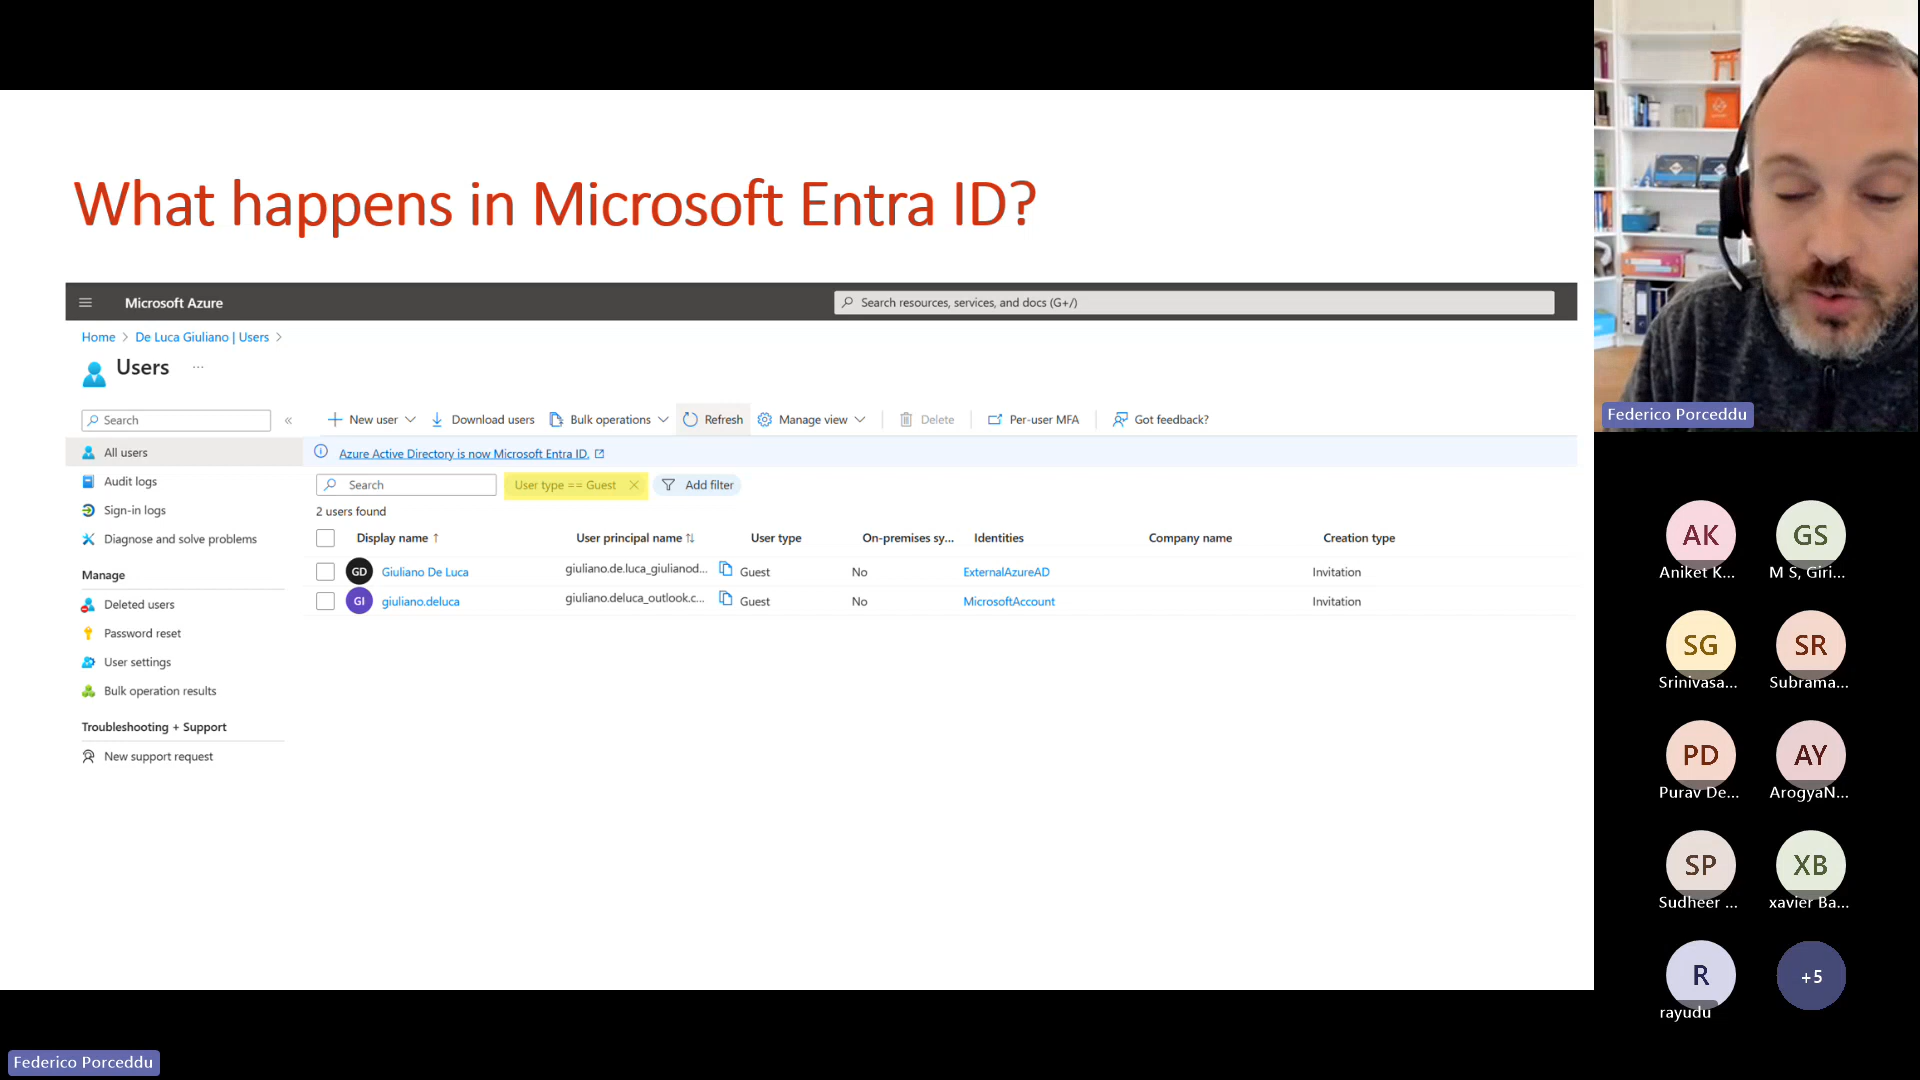 What happens in Microsoft Entra ID?
Microsoft Azure
Search resources, services, and docs (G+/)
Home > De Luca Giuliano | Users >
Users ...
Search «
All users
Audit logs
Sign-in logs
Diagnose and solve problems
Manage
Deleted users
Password reset
User settings
Bulk operation results
Troubleshooting + Support
New support request
New user Download users Bulk operations Refresh Manage view Delete Per-user MFA Got feedback?
Azure Active Directory is now Microsoft Entra ID.
Search User type == Guest Add filter
2 users found
Display name ↑ User principal name ↑↓ User type On-premises sy... Identities Company name Creation type
GD Giuliano De Luca giuliano.de.luca_giulianod... Guest No ExternalAzureAD Invitation
GI giuliano.deluca giuliano.deluca_outlook.c... Guest No MicrosoftAccount Invitation
Federico Porceddu
AK GS
Aniket K... M S, Giri...
SG SR
Srinivasa... Subrama...
PD AY
Purav De... ArogyaN...
SP XB
Sudheer ... xavier Ba...
R +5
rayudu
Federico Porceddu